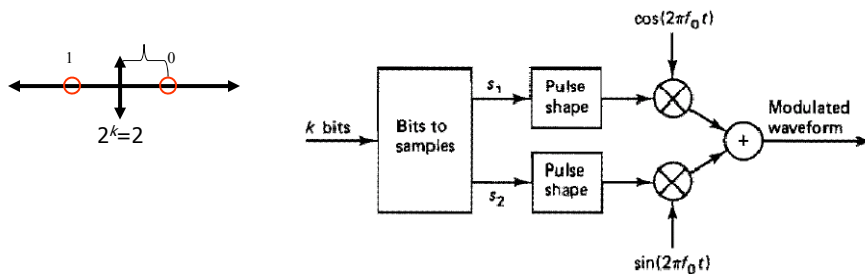 1
0
2ᵏ=2
k bits
Bits to
samples
s₁
Pulse
shape
cos(2πf₀t)
s₂
Pulse
shape
sin(2πf₀t)
+
Modulated
waveform